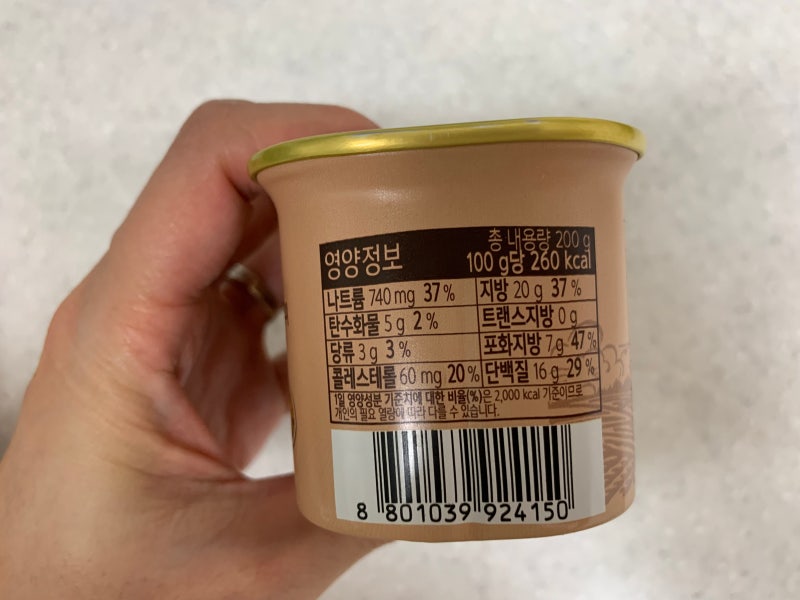 영양정보
총 내용량 200 g
100 g당 260 kcal
나트륨 740 mg 37 % 지방 20 g 37 %
탄수화물 5 g 2 % 트랜스지방 0 g
당류 3 g 3 % 포화지방 7 g 47 %
콜레스테롤 60 mg 20 % 단백질 16 g 29 %
1일 영양성분 기준치에 대한 비율(%)은 2,000 kcal 기준이므로
개인의 필요 열량에 따라 다를 수 있습니다.
8 801039 924150